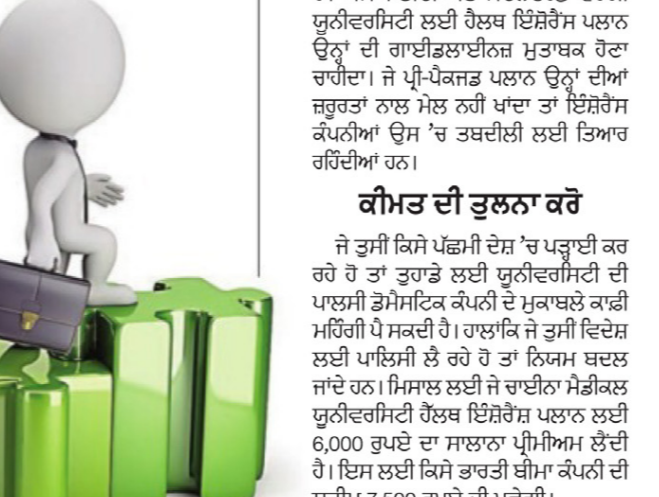 ਯੂਨੀਵਰਸਿਟੀ ਲਈ ਹੈਲਥ ਇੰਸ਼ੋਰੈਂਸ ਪਲਾਨ
ਉਨ੍ਹਾਂ ਦੀ ਗਾਈਡਲਾਈਨਜ਼ ਮੁਤਾਬਕ ਹੋਣਾ
ਚਾਹੀਦਾ। ਜੇ ਪ੍ਰੀ-ਪੈਕਜਡ ਪਲਾਨ ਉਨ੍ਹਾਂ ਦੀਆਂ
ਜ਼ਰੂਰਤਾਂ ਨਾਲ ਮੇਲ ਨਹੀਂ ਖਾਂਦਾ ਤਾਂ ਇੰਸ਼ੋਰੈਂਸ
ਕੰਪਨੀਆਂ ਉਸ ’ਚ ਤਬਦੀਲੀ ਲਈ ਤਿਆਰ
ਰਹਿੰਦੀਆਂ ਹਨ।
ਕੀਮਤ ਦੀ ਤੁਲਨਾ ਕਰੋ
ਜੇ ਤੁਸੀਂ ਕਿਸੇ ਪੱਛਮੀ ਦੇਸ਼ ’ਚ ਪੜ੍ਹਾਈ ਕਰ
ਰਹੇ ਹੋ ਤਾਂ ਤੁਹਾਡੇ ਲਈ ਯੂਨੀਵਰਸਿਟੀ ਦੀ
ਪਾਲਸੀ ਡੋਮੈਸਟਿਕ ਕੰਪਨੀ ਦੇ ਮੁਕਾਬਲੇ ਕਾਫ਼ੀ
ਮਹਿੰਗੀ ਪੈ ਸਕਦੀ ਹੈ। ਹਾਲਾਂਕਿ ਜੇ ਤੁਸੀਂ ਵਿਦੇਸ਼
ਲਈ ਪਾਲਿਸੀ ਲੈ ਰਹੇ ਹੋ ਤਾਂ ਨਿਯਮ ਬਦਲ
ਜਾਂਦੇ ਹਨ। ਮਿਸਾਲ ਲਈ ਜੇ ਚਾਈਨਾ ਮੈਡੀਕਲ
ਯੂਨੀਵਰਸਿਟੀ ਹੈੱਲਥ ਇੰਸ਼ੋਰੈਂਸ਼ ਪਲਾਨ ਲਈ
6,000 ਰੁਪਏ ਦਾ ਸਾਲਾਨਾ ਪ੍ਰੀਮੀਅਮ ਲੈਂਦੀ
ਹੈ। ਇਸ ਲਈ ਕਿਸੇ ਭਾਰਤੀ ਬੀਮਾ ਕੰਪਨੀ ਦੀ